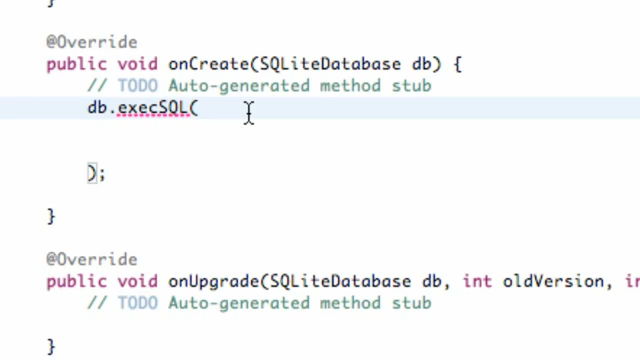 }
@Override
public void onCreate(SQLiteDatabase db) {
// TODO Auto-generated method stub
db.execSQL(
);
}
@Override
public void onUpgrade(SQLiteDatabase db, int oldVersion, in
// TODO Auto-generated method stub
}